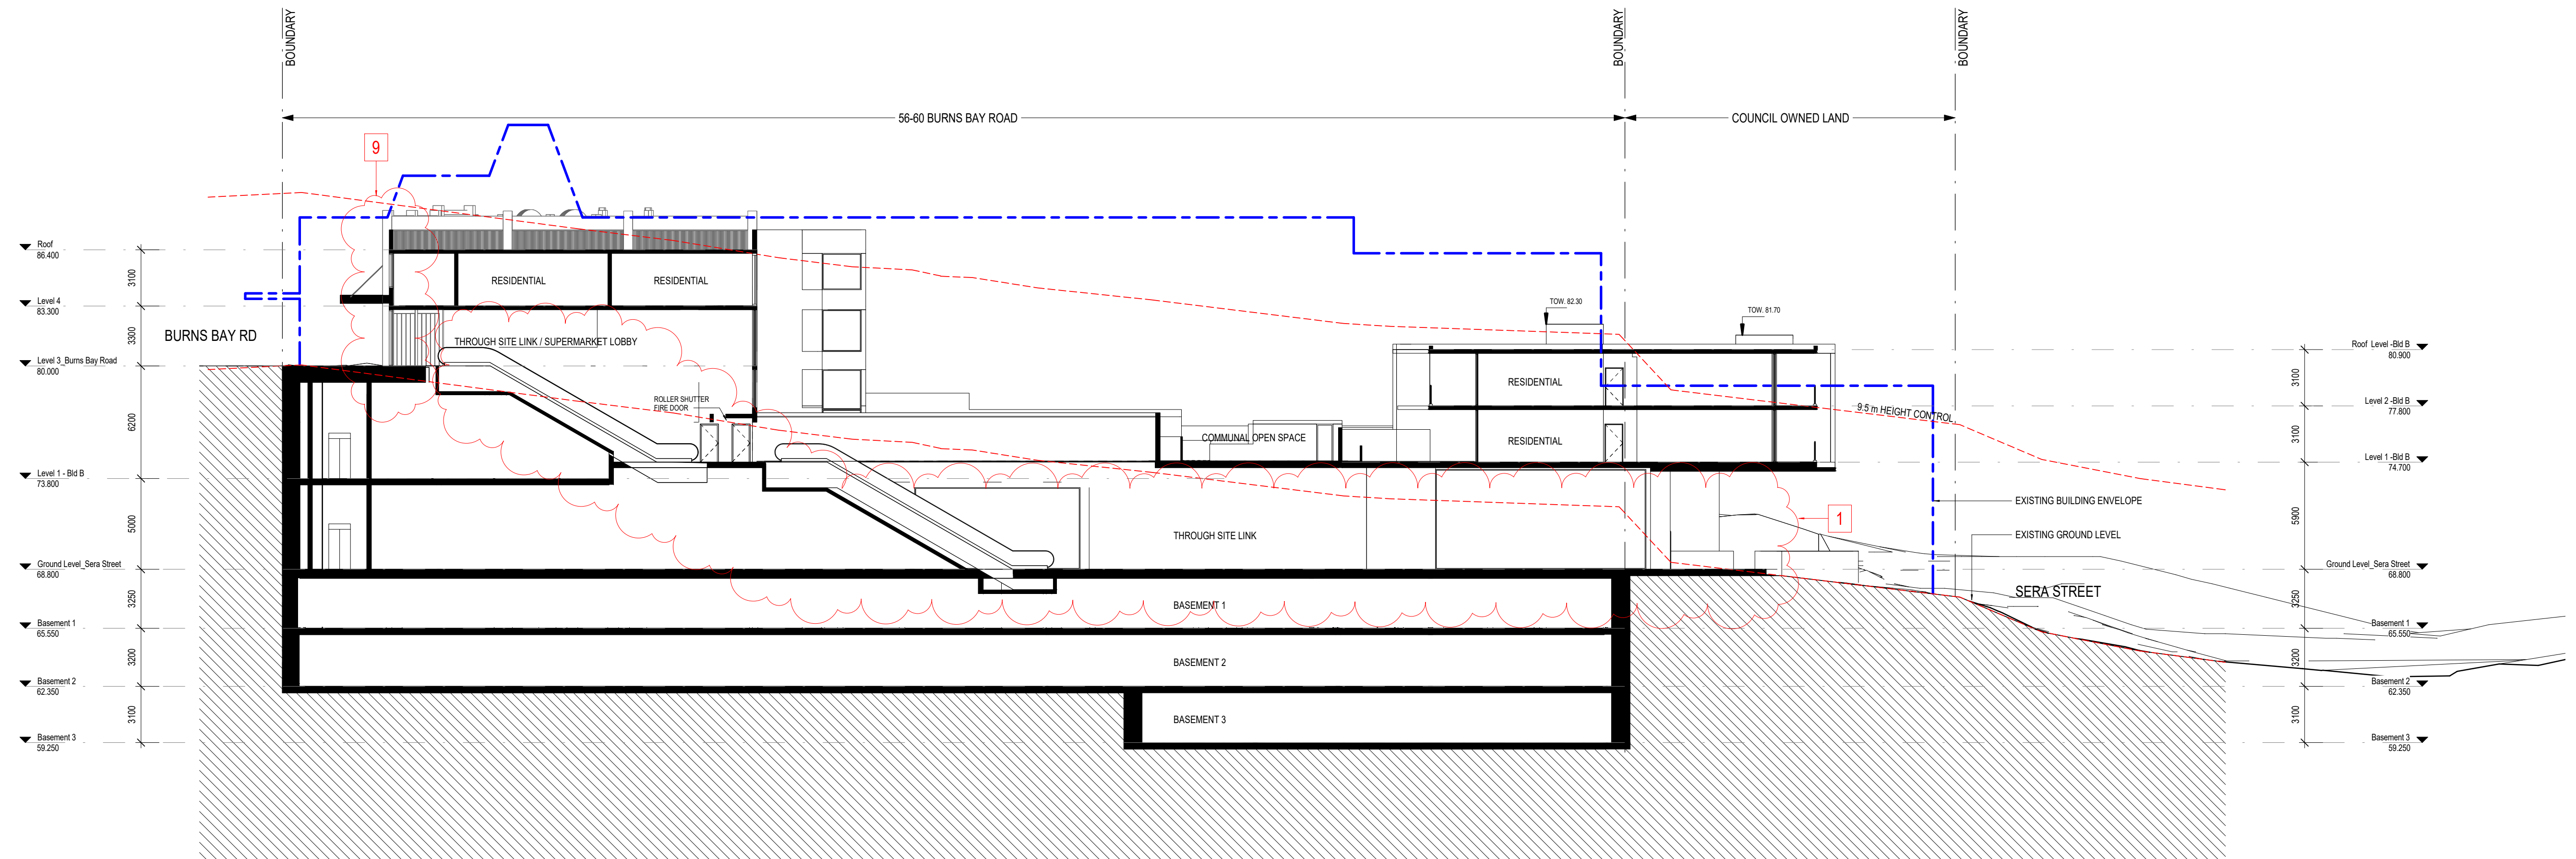 BOUNDARY
BOUNDARY
BOUNDARY
56-60 BURNS BAY ROAD
COUNCIL OWNED LAND
9
Roof
86.400
3100
RESIDENTIAL
RESIDENTIAL
Level 4
83.300
TOW. 82.30
TOW. 81.70
BURNS BAY RD
3300
THROUGH SITE LINK / SUPERMARKET LOBBY
Roof Level -Bld B
80.900
Level 3_Burns Bay Road
80.000
3100
RESIDENTIAL
ROLLER SHUTTER
FIRE DOOR
Level 2 -Bld B
77.800
9.5 m HEIGHT CONTROL
6200
3100
COMMUNAL OPEN SPACE
RESIDENTIAL
Level 1 -Bld B
74.700
Level 1 - Bld B
73.800
EXISTING BUILDING ENVELOPE
5000
5900
1
THROUGH SITE LINK
EXISTING GROUND LEVEL
Ground Level_Sera Street
68.800
Ground Level_Sera Street
68.800
SERA STREET
3250
3250
BASEMENT 1
Basement 1
65.550
Basement 1
65.550
3200
3200
BASEMENT 2
Basement 2
62.350
Basement 2
62.350
3100
3100
BASEMENT 3
Basement 3
59.250
Basement 3
59.250